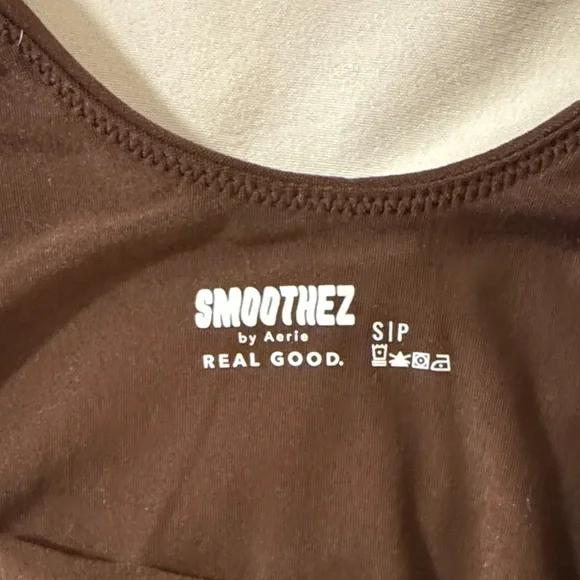 SMOOTHEZ
by Aerie
REAL GOOD.
S|P